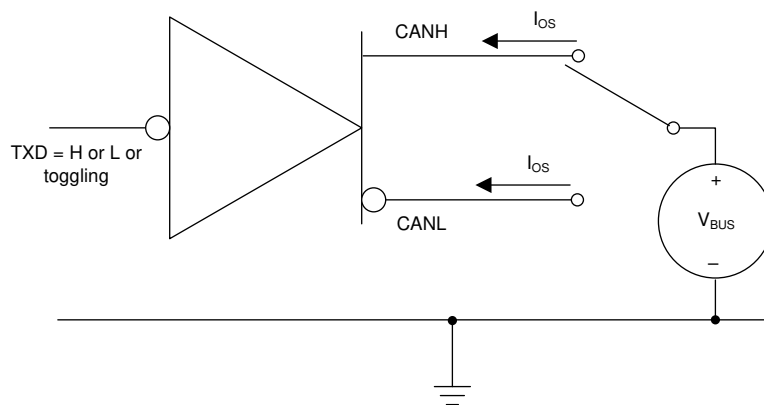 CANH
I_OS
TXD = H or L or
toggling
I_OS
CANL
+
V_BUS
–